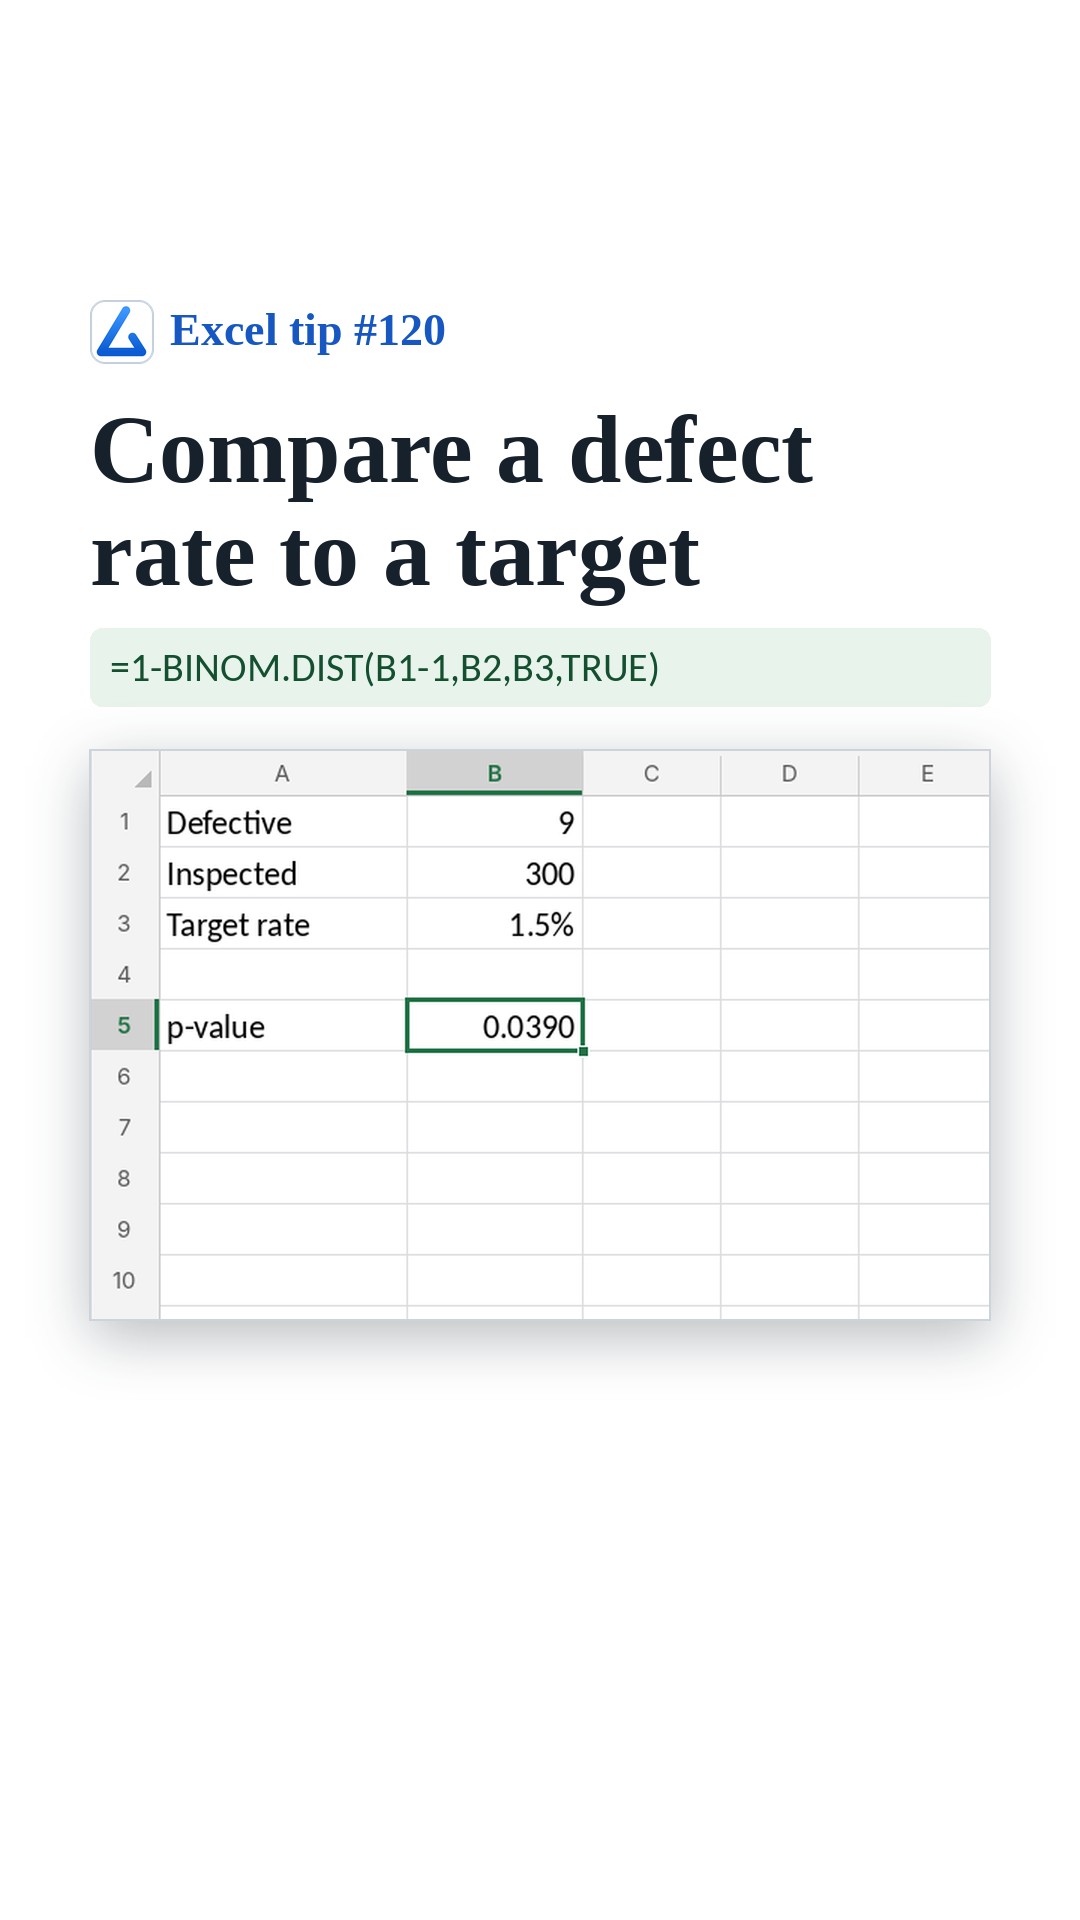 Excel tip #120
Compare a defect
rate to a target
=1-BINOM.DIST(B1-1,B2,B3,TRUE)
A B C D E
1 Defective 9
2 Inspected 300
3 Target rate 1.5%
4
5 p-value 0.0390
6
7
8
9
10